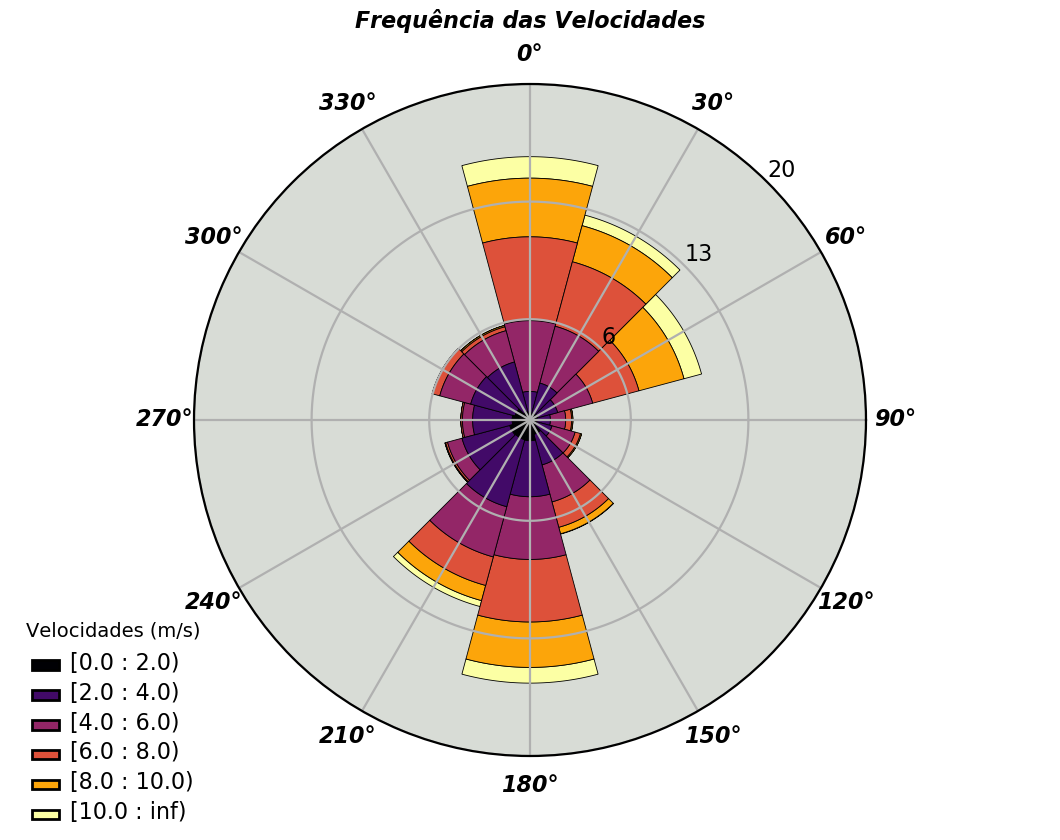 Frequência das Velocidades
0°
330°
30°
20
300°
60°
13
6
270°
90°
240°
120°
210°
150°
180°
Velocidades (m/s)
[0.0 : 2.0)
[2.0 : 4.0)
[4.0 : 6.0)
[6.0 : 8.0)
[8.0 : 10.0)
[10.0 : inf)